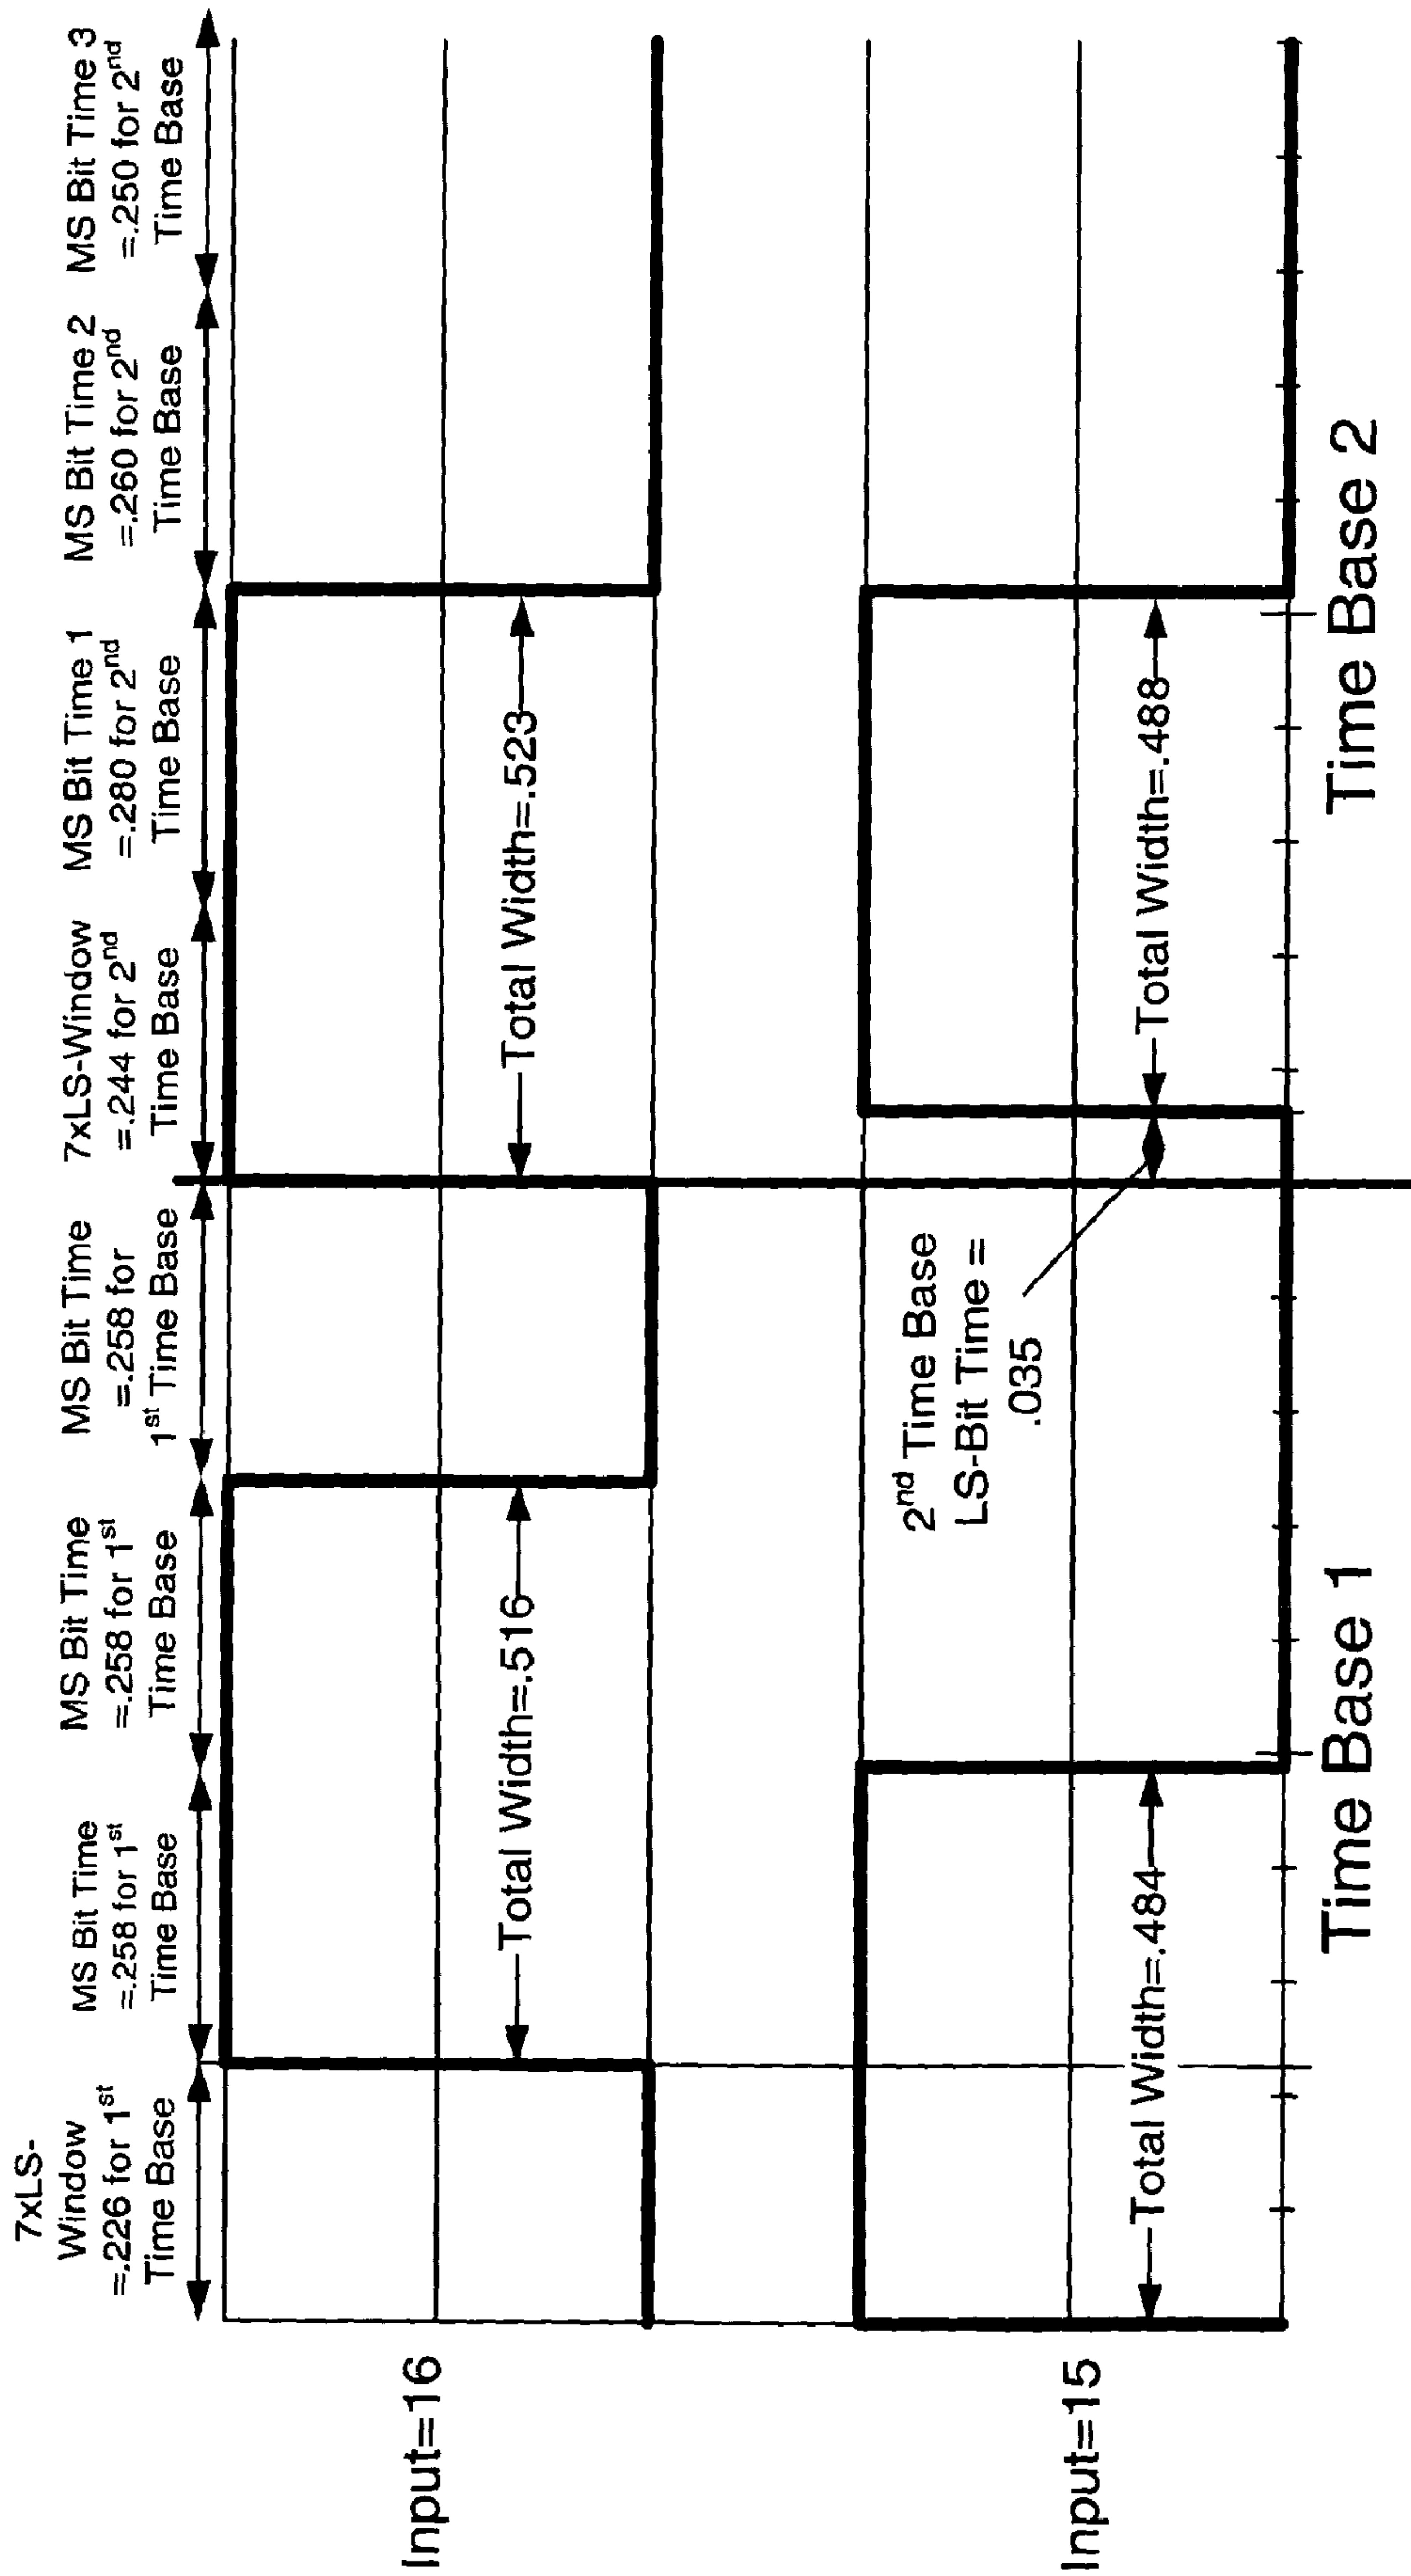 7xLS-
Window
=.226 for 1st
Time Base
MS Bit Time
=.258 for 1st
Time Base
MS Bit Time
=.258 for 1st
Time Base
MS Bit Time
=.258 for
1st Time Base
7xLS-Window
=.244 for 2nd
Time Base
MS Bit Time 1
=.280 for 2nd
Time Base
MS Bit Time 2
=.260 for 2nd
Time Base
MS Bit Time 3
=.250 for 2nd
Time Base
Input=16
Total Width=.516
Total Width=.523
2nd Time Base
LS-Bit Time =
.035
Input=15
Total Width=.484
Total Width=.488
Time Base 1
Time Base 2